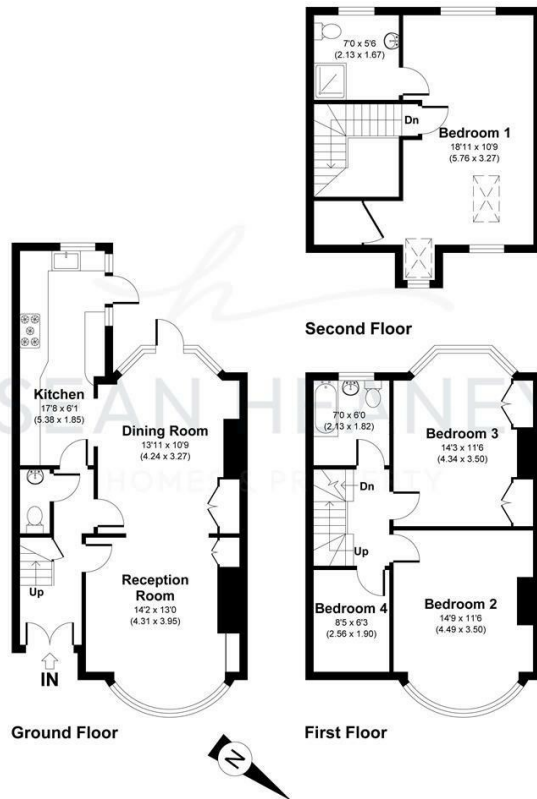 7'0 x 5'6
(2.13 x 1.67)
Dn
Bedroom 1
18'11 x 10'9
(5.76 x 3.27)
Second Floor
Kitchen
17'8 x 6'1
(5.38 x 1.85)
Dining Room
13'11 x 10'9
(4.24 x 3.27)
Up
Reception
Room
14'2 x 13'0
(4.31 x 3.95)
IN
Ground Floor
7'0 x 6'0
(2.13 x 1.82)
Bedroom 3
14'3 x 11'6
(4.34 x 3.50)
Dn
Up
Bedroom 4
8'5 x 6'3
(2.56 x 1.90)
Bedroom 2
14'9 x 11'6
(4.49 x 3.50)
First Floor
N
SEAN HEANEY
HOMES & PROPERTY